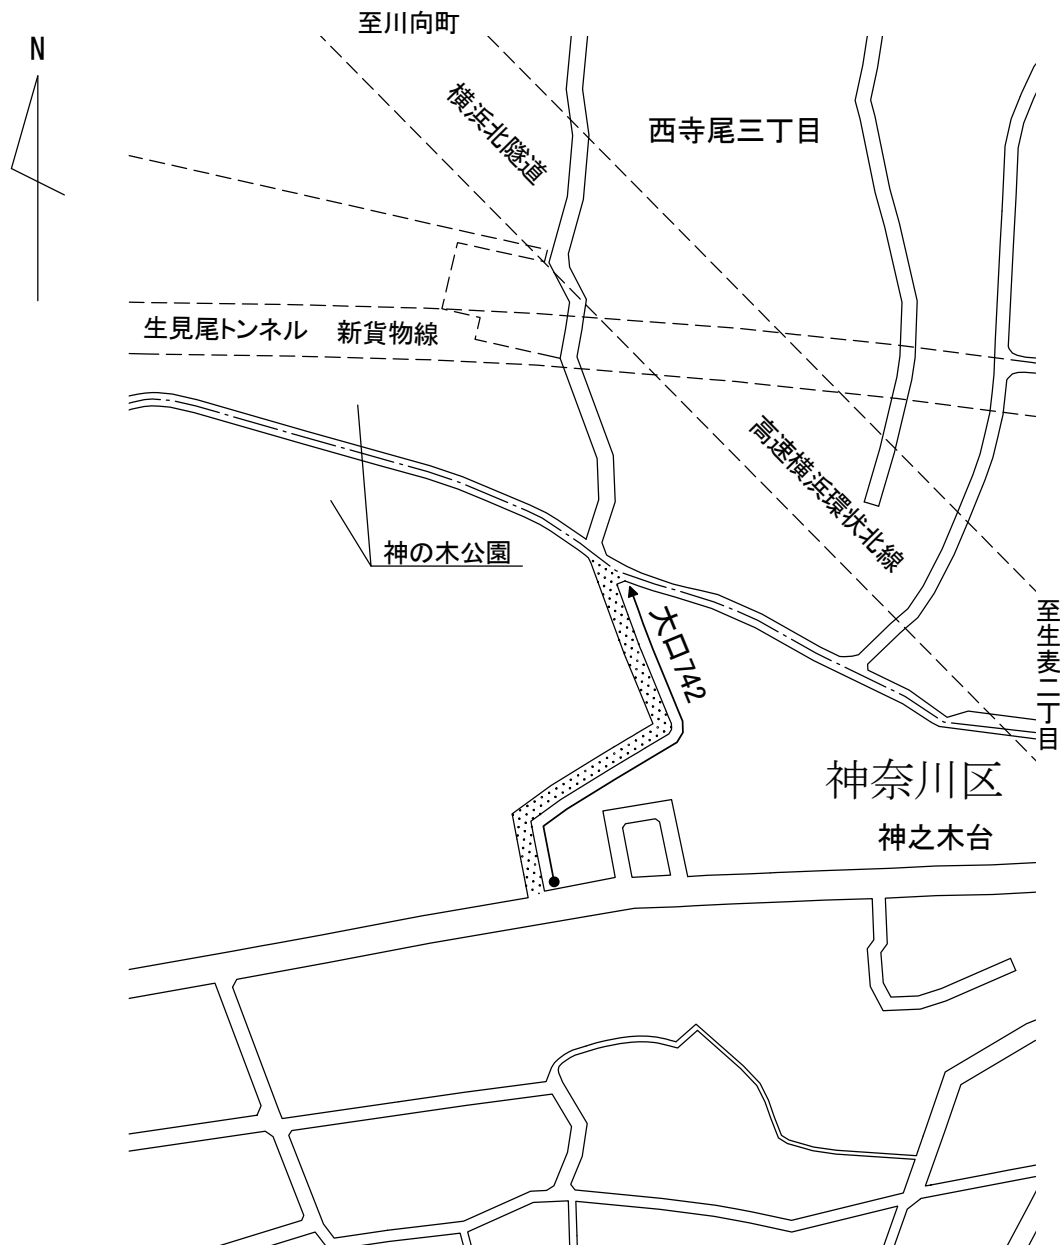 至川向町
N
横浜北隧道
西寺尾三丁目
生見尾トンネル 新貨物線
高速横浜環状北線
神の木公園
大口742
至生麦二丁目
神奈川区
神之木台